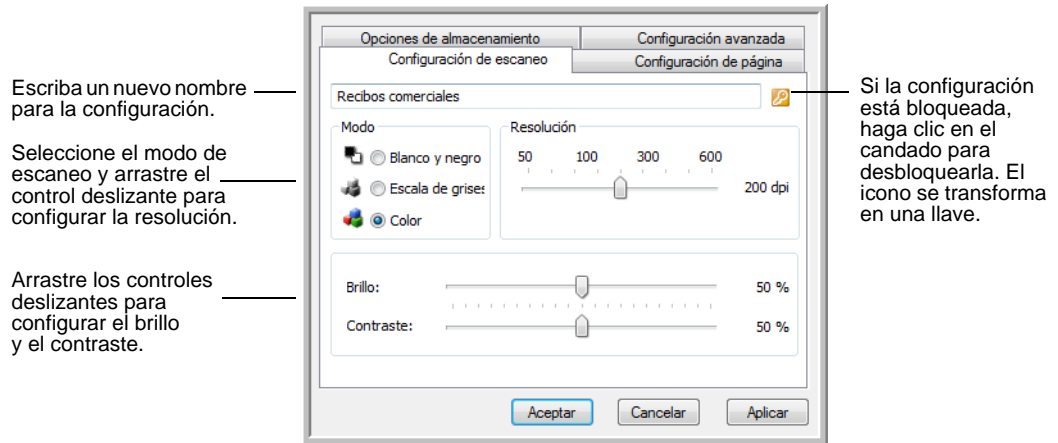 Escriba un nuevo nombre
para la configuración.
Seleccione el modo de
escaneo y arrastre el
control deslizante para
configurar la resolución.
Arrastre los controles
deslizantes para
configurar el brillo
y el contraste.
Opciones de almacenamiento
Configuración avanzada
Configuración de escaneo
Configuración de página
Recibos comerciales
Modo
Blanco y negro
Escala de grises
Color
Resolución
50 100 300 600
200 dpi
Brillo:
50 %
Contraste:
50 %
Aceptar
Cancelar
Aplicar
Si la configuración
está bloqueada,
haga clic en el
candado para
desbloquearla. El
icono se transforma
en una llave.